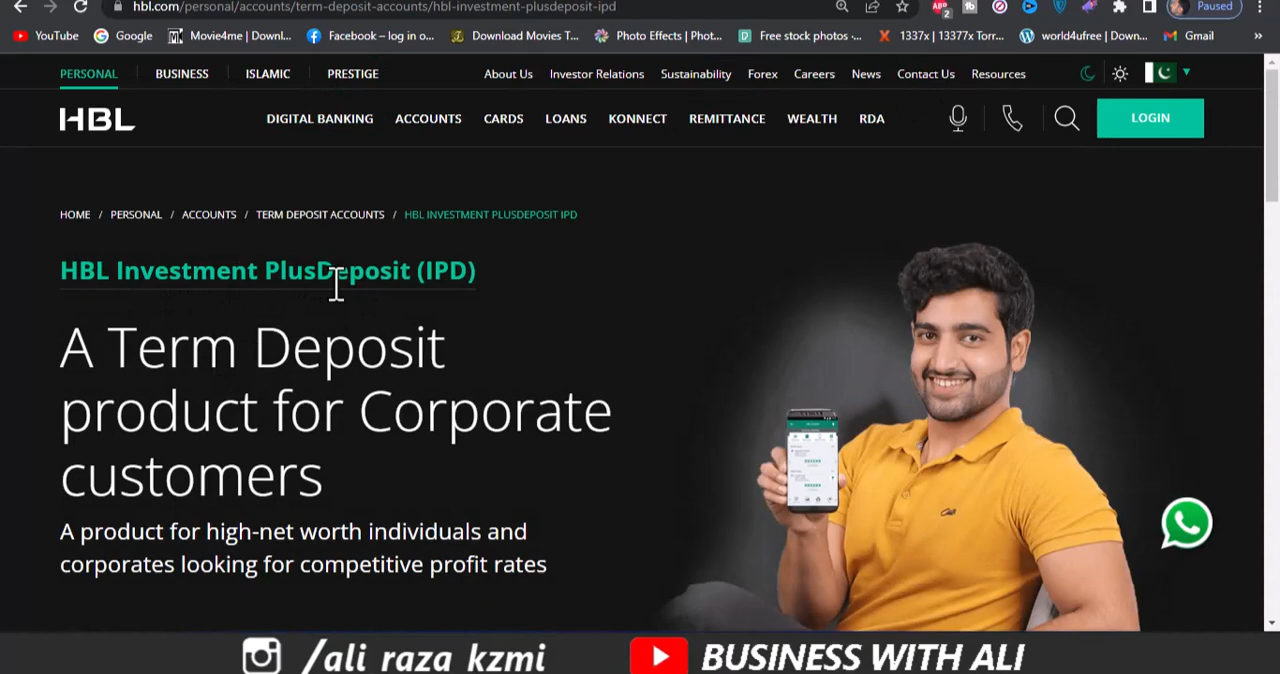 hbl.com/personal/accounts/term-deposit-accounts/hbl-investment-plusdeposit-ipd
Paused
ABP
2
tb
YouTube
Google
Movie4me | Downl...
Facebook – log in o...
Download Movies T...
Photo Effects | Phot...
Free stock photos -...
1337x | 13377x Torr...
world4ufree | Down...
Gmail
»
PERSONAL
BUSINESS
ISLAMIC
PRESTIGE
About Us
Investor Relations
Sustainability
Forex
Careers
News
Contact Us
Resources
HBL
DIGITAL BANKING
ACCOUNTS
CARDS
LOANS
KONNECT
REMITTANCE
WEALTH
RDA
LOGIN
HOME / PERSONAL / ACCOUNTS / TERM DEPOSIT ACCOUNTS / HBL INVESTMENT PLUSDEPOSIT IPD
HBL Investment PlusDeposit (IPD)
A Term Deposit
product for Corporate
customers
A product for high-net worth individuals and
corporates looking for competitive profit rates
/ali raza kzmi
BUSINESS WITH ALI